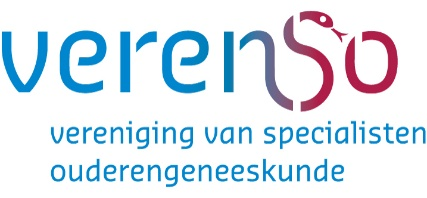 verenso
vereniging van specialisten
ouderengeneeskunde